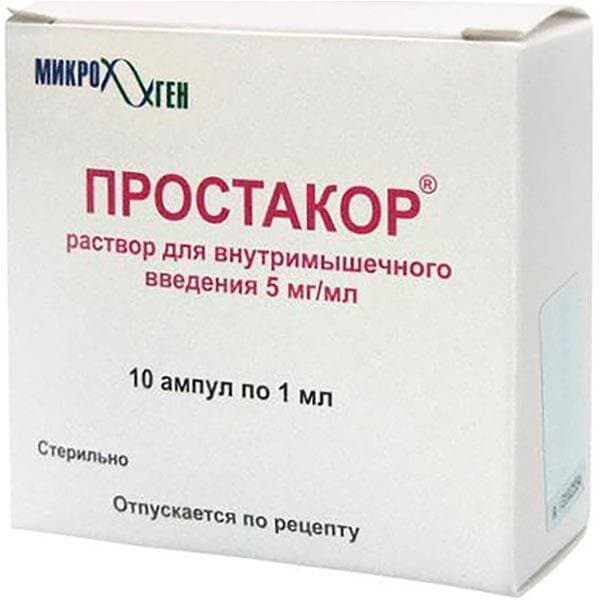 МИКРОГЕН
ПРОСТАКОР®
раствор для внутримышечного
введения 5 мг/мл
10 ампул по 1 мл
Стерильно
Отпускается по рецепту